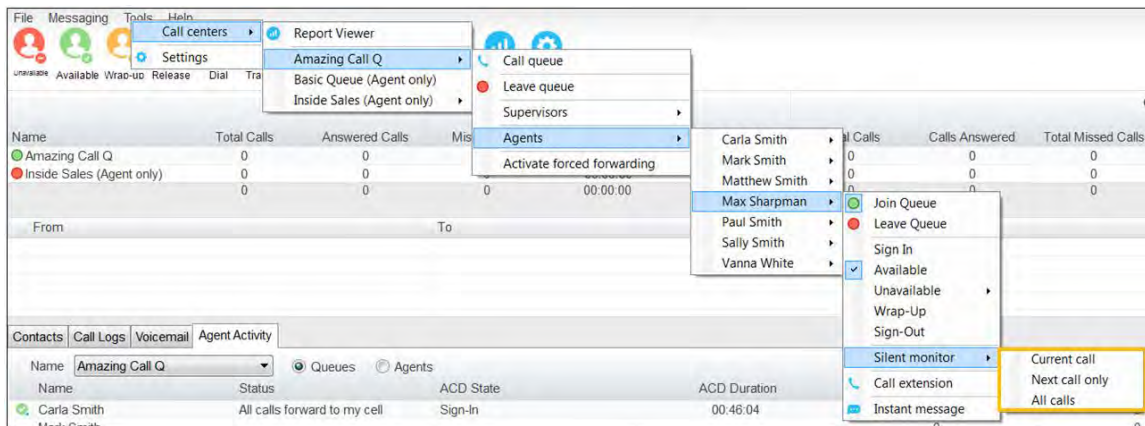 File Messaging Tools Help
Call centers
Settings
Report Viewer
Amazing Call Q
Basic Queue (Agent only)
Inside Sales (Agent only)
Call queue
Leave queue
Supervisors
Agents
Activate forced forwarding
Carla Smith
Mark Smith
Matthew Smith
Max Sharpman
Paul Smith
Sally Smith
Vanna White
Join Queue
Leave Queue
Sign In
Available
Unavailable
Wrap-Up
Sign-Out
Silent monitor
Call extension
Instant message
Current call
Next call only
All calls
Unavailable Available Wrap-up Release Dial Tra
Name Total Calls Answered Calls Mis al Calls Calls Answered Total Missed Calls
Amazing Call Q 0 0 0 0 0
Inside Sales (Agent only) 0 0 0 0 0
0 0 0 00:00:00 0 0 0
From To
Contacts Call Logs Voicemail Agent Activity
Name Amazing Call Q Queues Agents
Name Status ACD State ACD Duration
Carla Smith All calls forward to my cell Sign-In 00:46:04
Mark Smith